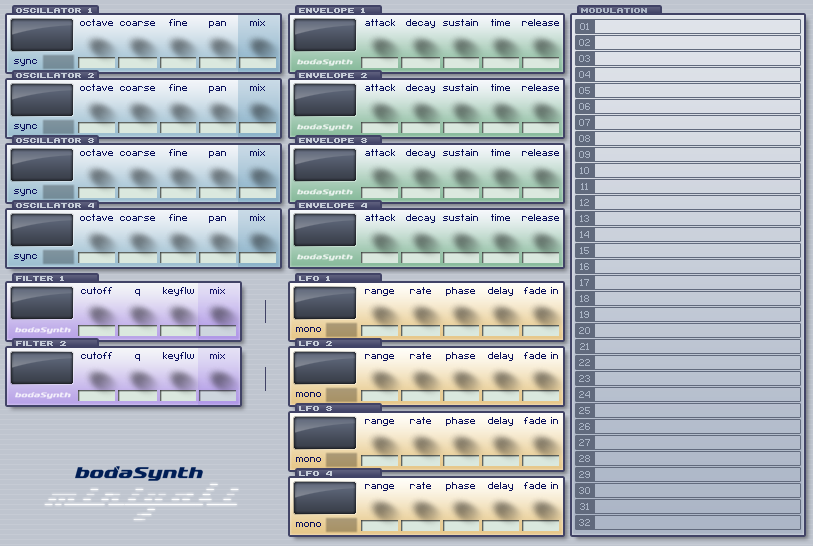 OSCILLATOR 1
octave coarse fine pan mix
sync
OSCILLATOR 2
octave coarse fine pan mix
sync
OSCILLATOR 3
octave coarse fine pan mix
sync
OSCILLATOR 4
octave coarse fine pan mix
sync
FILTER 1
cutoff q keyflw mix
bodaSynth
FILTER 2
cutoff q keyflw mix
bodaSynth
bodaSynth
ENVELOPE 1
attack decay sustain time release
bodaSynth
ENVELOPE 2
attack decay sustain time release
bodaSynth
ENVELOPE 3
attack decay sustain time release
bodaSynth
ENVELOPE 4
attack decay sustain time release
bodaSynth
LFO 1
range rate phase delay fade in
mono
LFO 2
range rate phase delay fade in
mono
LFO 3
range rate phase delay fade in
mono
LFO 4
range rate phase delay fade in
mono
MODULATION
01
02
03
04
05
06
07
08
09
10
11
12
13
14
15
16
17
18
19
20
21
22
23
24
25
26
27
28
29
30
31
32